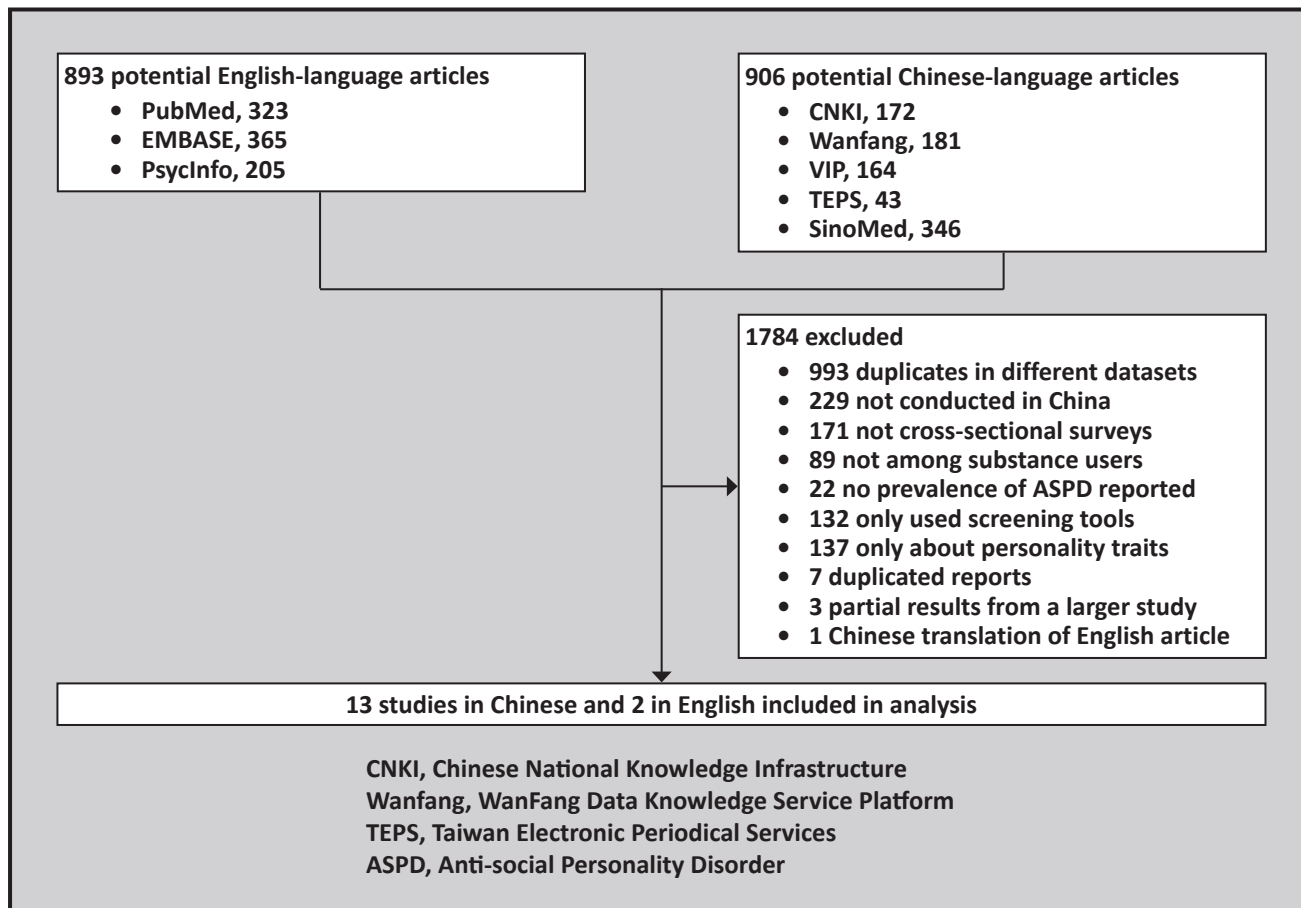 893 potential English-language articles
• PubMed, 323
• EMBASE, 365
• PsycInfo, 205
906 potential Chinese-language articles
• CNKI, 172
• Wanfang, 181
• VIP, 164
• TEPS, 43
• SinoMed, 346
1784 excluded
• 993 duplicates in different datasets
• 229 not conducted in China
• 171 not cross-sectional surveys
• 89 not among substance users
• 22 no prevalence of ASPD reported
• 132 only used screening tools
• 137 only about personality traits
• 7 duplicated reports
• 3 partial results from a larger study
• 1 Chinese translation of English article
13 studies in Chinese and 2 in English included in analysis
CNKI, Chinese National Knowledge Infrastructure
Wanfang, WanFang Data Knowledge Service Platform
TEPS, Taiwan Electronic Periodical Services
ASPD, Anti-social Personality Disorder